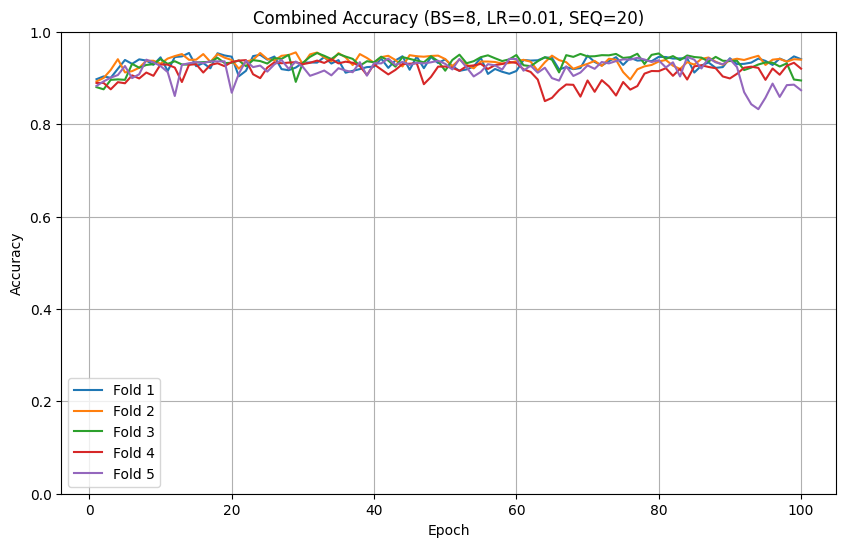 Combined Accuracy (BS=8, LR=0.01, SEQ=20)
1.0
0.8
0.6
0.4
0.2
0.0
Accuracy
Fold 1
Fold 2
Fold 3
Fold 4
Fold 5
0 20 40 60 80 100
Epoch